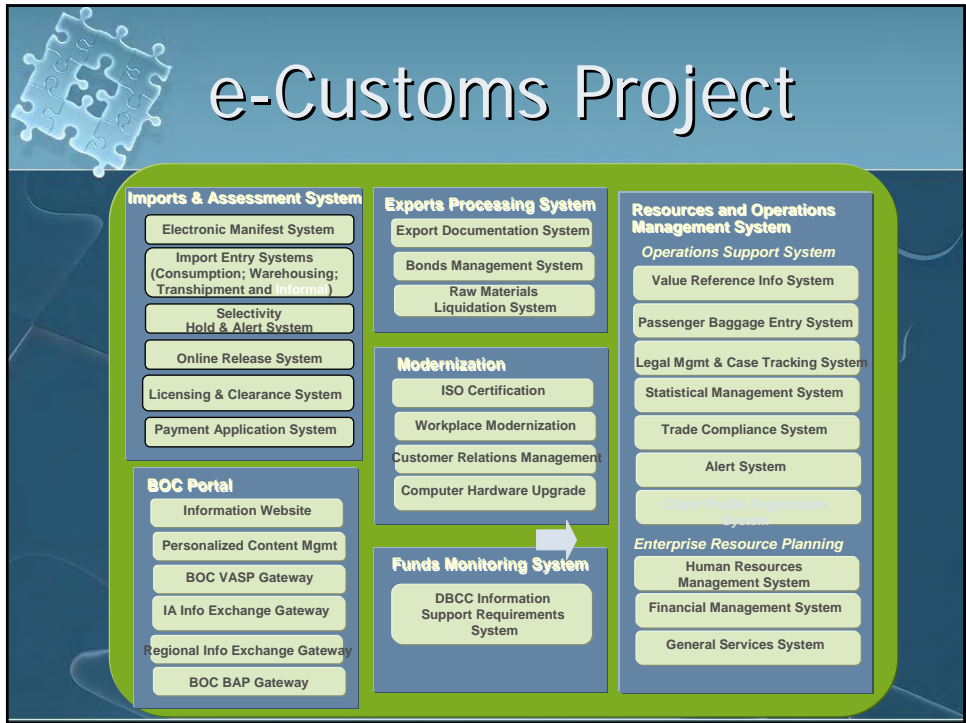 e-Customs Project
Imports & Assessment System
Electronic Manifest System
Import Entry Systems
(Consumption; Warehousing;
Transhipment and Informal)
Selectivity
Hold & Alert System
Online Release System
Licensing & Clearance System
Payment Application System
BOC Portal
Information Website
Personalized Content Mgmt
BOC VASP Gateway
IA Info Exchange Gateway
Regional Info Exchange Gateway
BOC BAP Gateway
Exports Processing System
Export Documentation System
Bonds Management System
Raw Materials
Liquidation System
Modernization
ISO Certification
Workplace Modernization
Customer Relations Management
Computer Hardware Upgrade
Funds Monitoring System
DBCC Information
Support Requirements
System
Resources and Operations
Management System
Operations Support System
Value Reference Info System
Passenger Baggage Entry System
Legal Mgmt & Case Tracking System
Statistical Management System
Trade Compliance System
Alert System
System
Enterprise Resource Planning
Human Resources
Management System
Financial Management System
General Services System